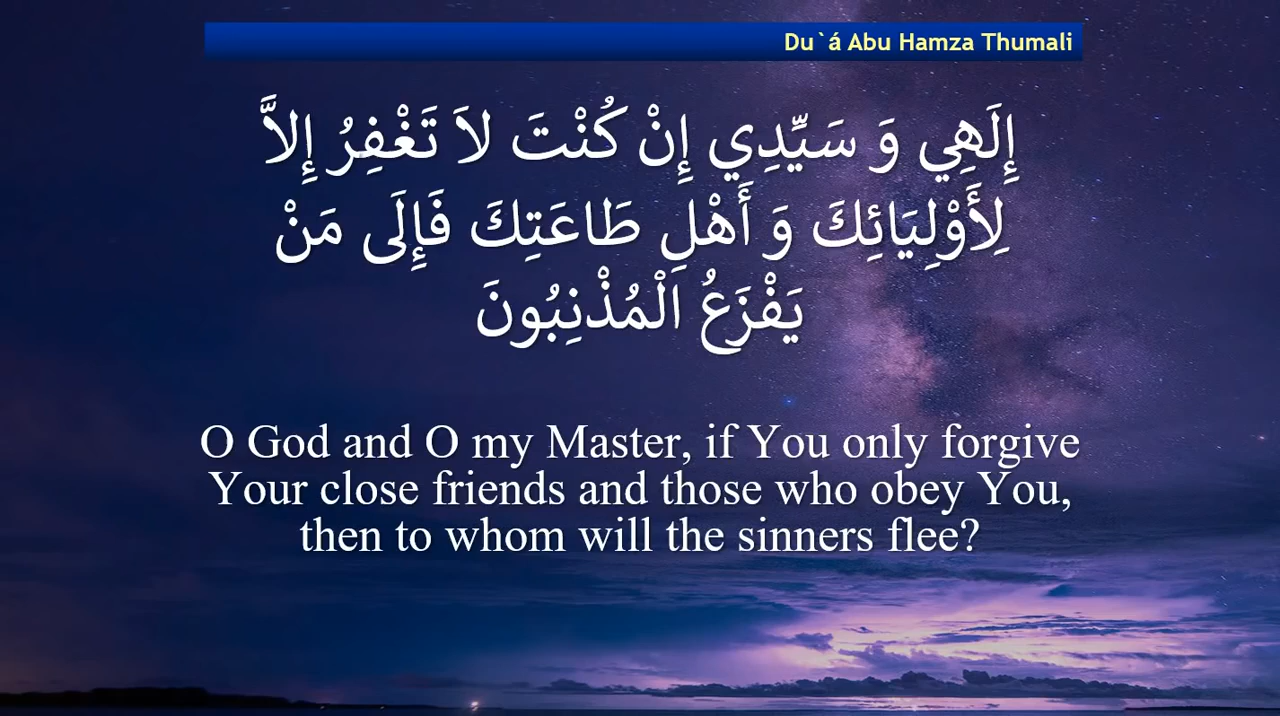 Du`á Abu Hamza Thumali
إِلَهِي وَ سَيِّدِي إِنْ كُنْتَ لاَ تَغْفِرُ إِلاَّ
لِأَوْلِيَائِكَ وَ أَهْلِ طَاعَتِكَ فَإِلَى مَنْ
يَفْزَعُ الْمُذْنِبُونَ
O God and O my Master, if You only forgive
Your close friends and those who obey You,
then to whom will the sinners flee?